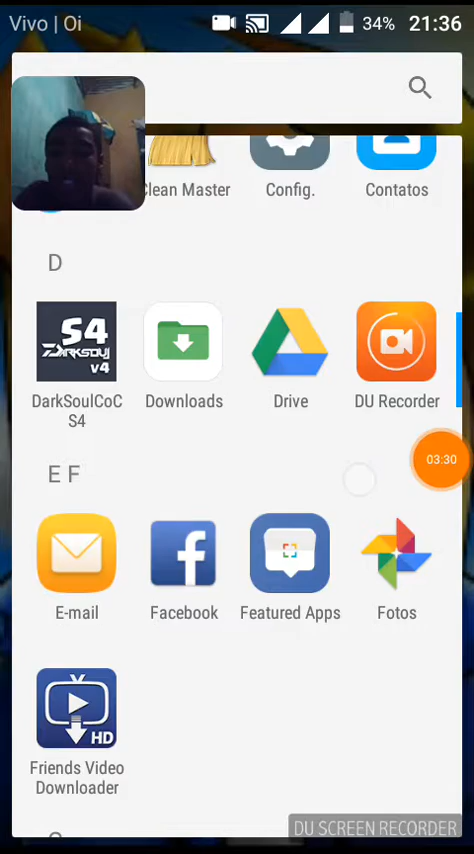 Vivo | Oi 34% 21:36
Clean Master Config. Contatos
D
S4
DARKSOUL
v4
DarkSoulCoC S4 Downloads Drive DU Recorder
03:30
E F
E-mail Facebook Featured Apps Fotos
HD
Friends Video
Downloader
DU SCREEN RECORDER